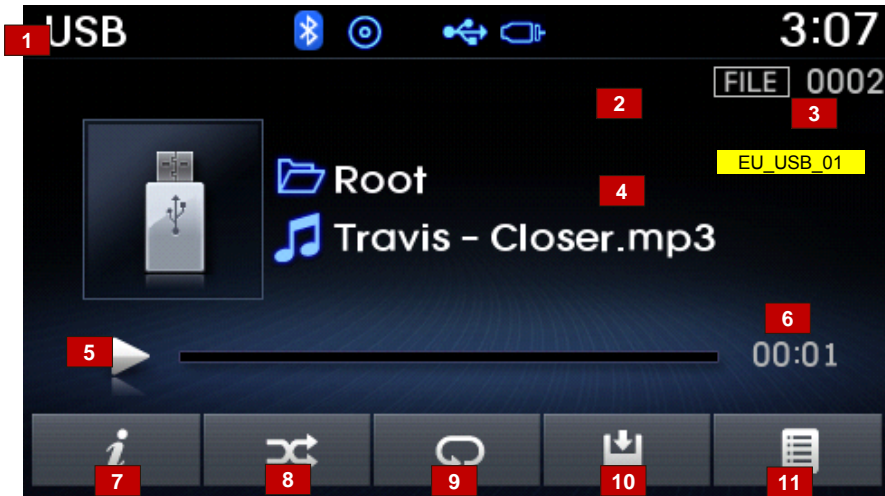 1 USB 3:07
2 FILE 0002
3
EU_USB_01
Root 4
Travis - Closer.mp3
6
5 00:01
7 8 9 10 11